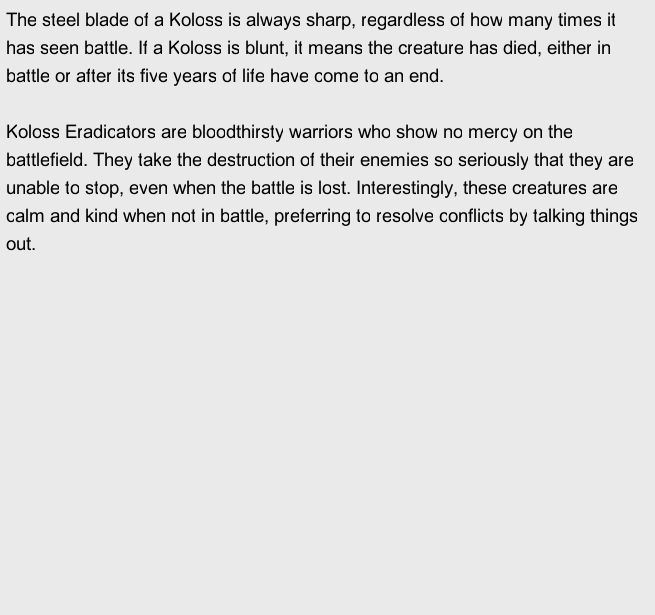 The steel blade of a Koloss is always sharp, regardless of how many times it
has seen battle. If a Koloss is blunt, it means the creature has died, either in
battle or after its five years of life have come to an end.

Koloss Eradicators are bloodthirsty warriors who show no mercy on the
battlefield. They take the destruction of their enemies so seriously that they are
unable to stop, even when the battle is lost. Interestingly, these creatures are
calm and kind when not in battle, preferring to resolve conflicts by talking things
out.